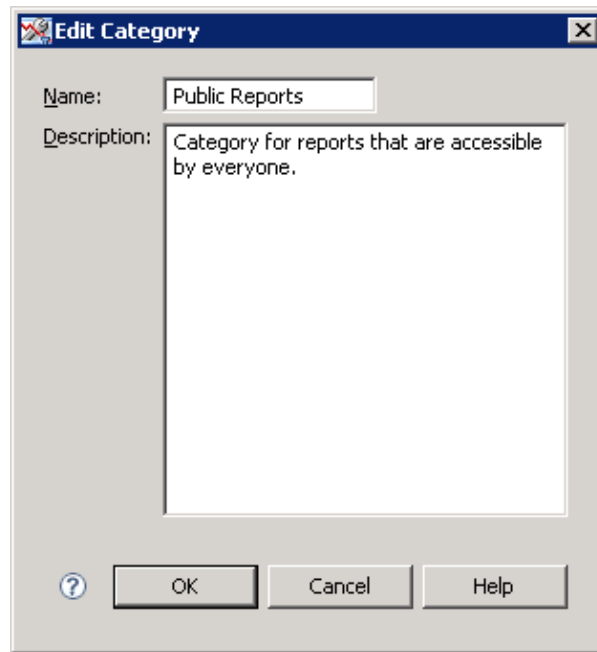 Edit Category
Name: Public Reports
Description: Category for reports that are accessible
by everyone.
? OK Cancel Help